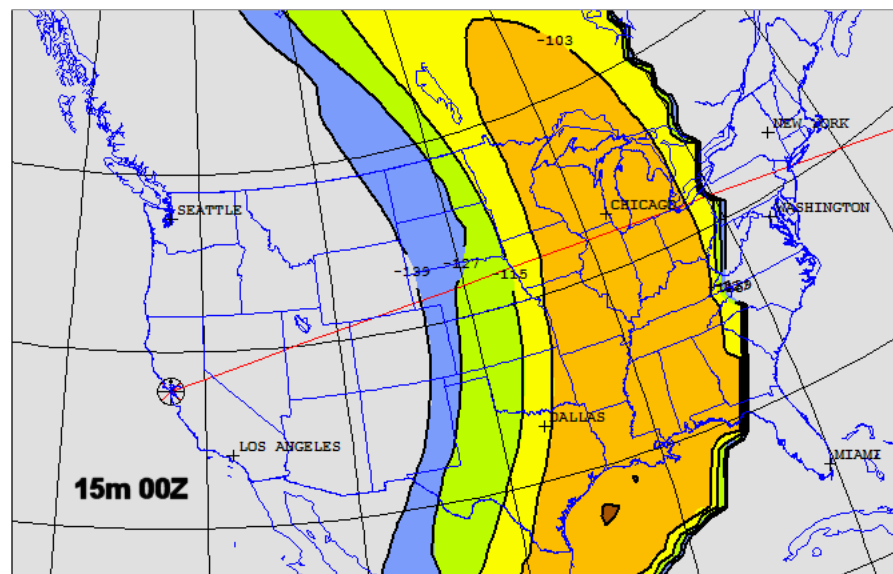 -103
NEW YORK
SEATTLE
CHICAGO
WASHINGTON
-139
-127
-115
DALLAS
LOS ANGELES
MIAMI
15m 00Z